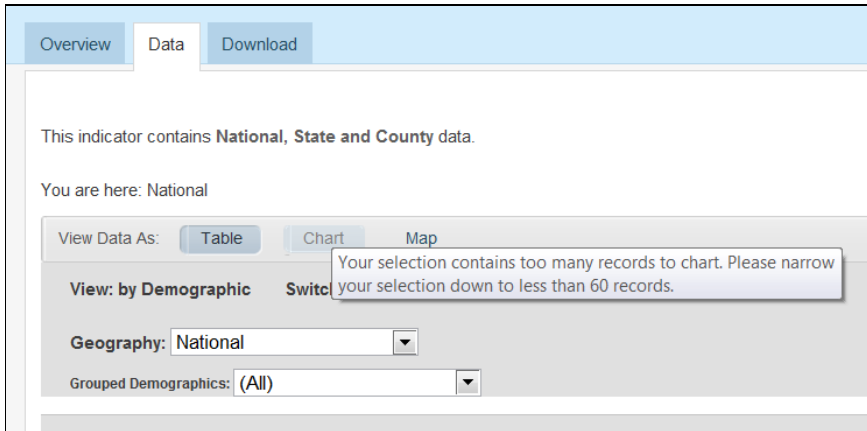 Overview Data Download
This indicator contains National, State and County data.
You are here: National
View Data As: Table Chart Map
Your selection contains too many records to chart. Please narrow
your selection down to less than 60 records.
View: by Demographic Switch
Geography: National
Grouped Demographics: (All)